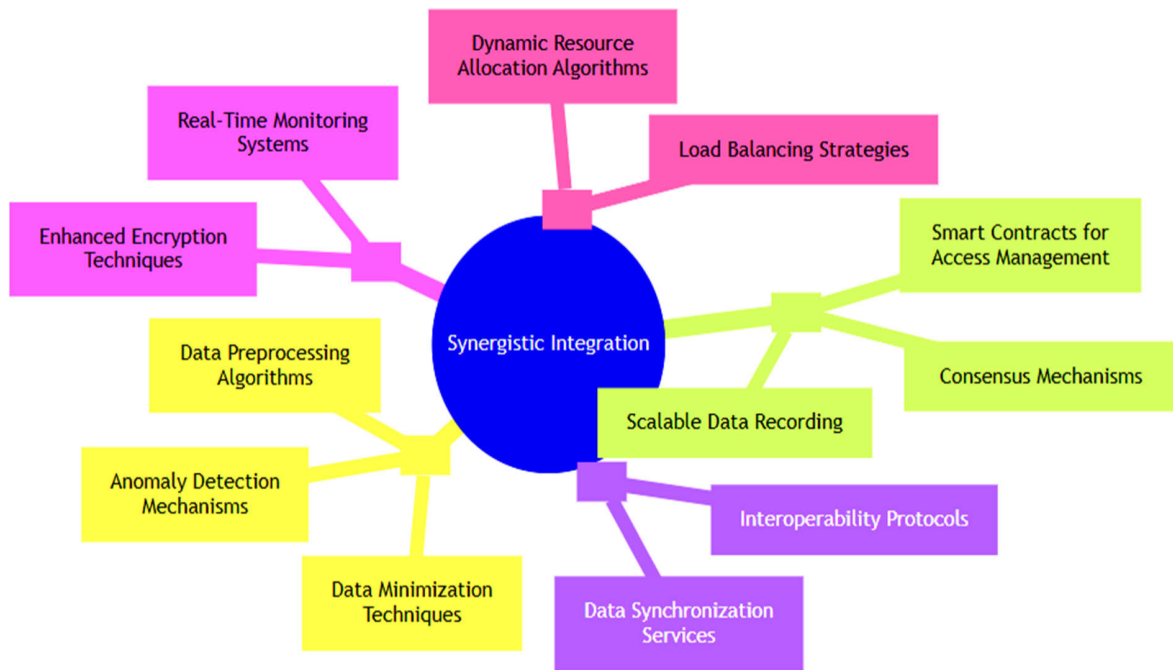 Dynamic Resource
Allocation Algorithms
Real-Time Monitoring
Systems
Load Balancing Strategies
Enhanced Encryption
Techniques
Smart Contracts for
Access Management
Synergistic Integration
Data Preprocessing
Algorithms
Consensus Mechanisms
Scalable Data Recording
Anomaly Detection
Mechanisms
Interoperability Protocols
Data Minimization
Techniques
Data Synchronization
Services